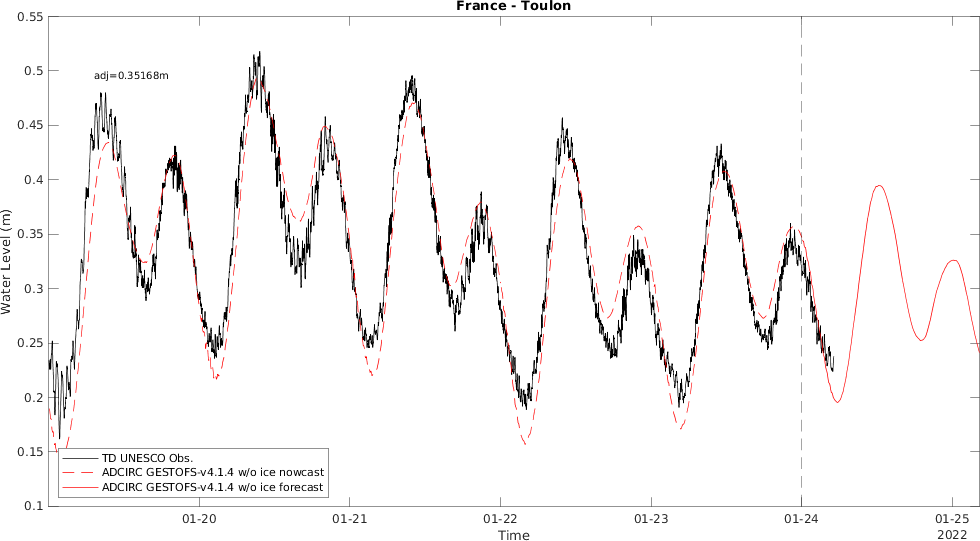 France - Toulon
0.55
0.5
0.45
0.4
0.35
0.3
0.25
0.2
0.15
0.1
Water Level (m)
adj=0.35168m
TD UNESCO Obs.
ADCIRC GESTOFS-v4.1.4 w/o ice nowcast
ADCIRC GESTOFS-v4.1.4 w/o ice forecast
01-20 01-21 01-22 01-23 01-24 01-25
Time
2022